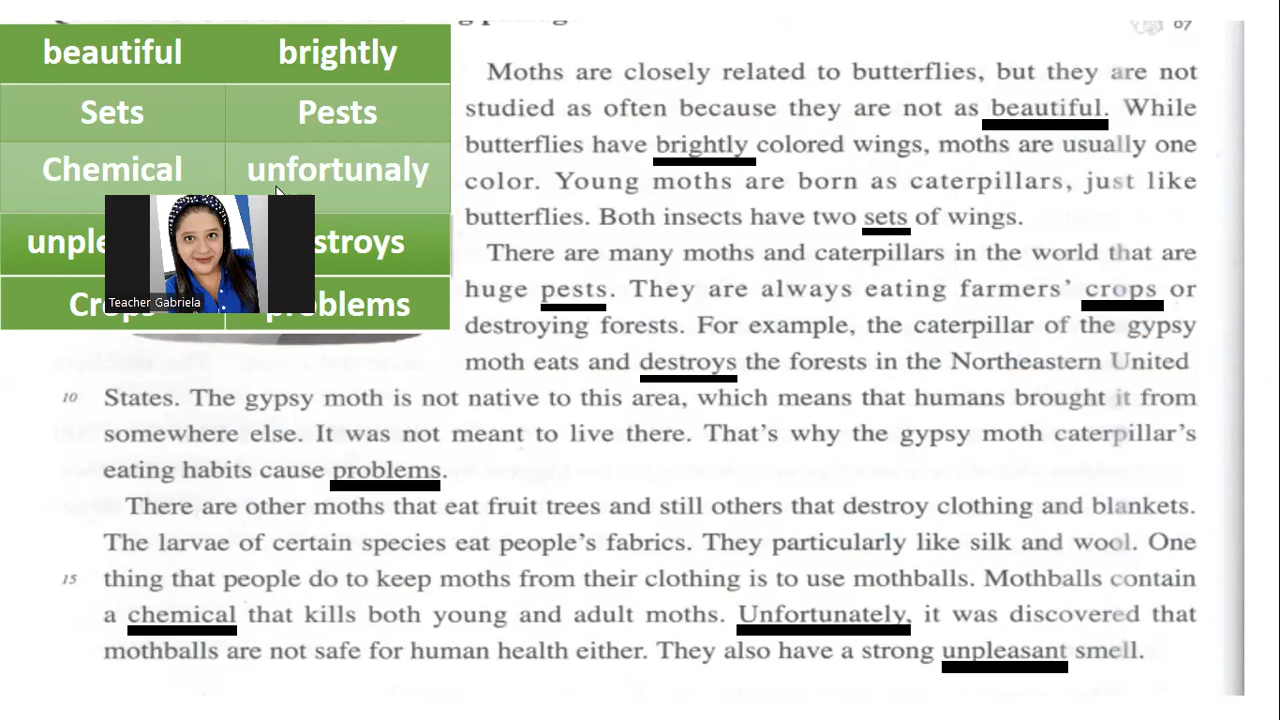 beautiful brightly
Sets Pests
Chemical unfortunaly
problems
Teacher Gabriela
07
Moths are closely related to butterflies, but they are not
studied as often because they are not as beautiful. While
butterflies have brightly colored wings, moths are usually one
color. Young moths are born as caterpillars, just like
butterflies. Both insects have two sets of wings.
There are many moths and caterpillars in the world that are
huge pests. They are always eating farmers' crops or
destroying forests. For example, the caterpillar of the gypsy
moth eats and destroys the forests in the Northeastern United
10 States. The gypsy moth is not native to this area, which means that humans brought it from
somewhere else. It was not meant to live there. That's why the gypsy moth caterpillar's
eating habits cause problems.
There are other moths that eat fruit trees and still others that destroy clothing and blankets.
The larvae of certain species eat people's fabrics. They particularly like silk and wool. One
15 thing that people do to keep moths from their clothing is to use mothballs. Mothballs contain
a chemical that kills both young and adult moths. Unfortunately, it was discovered that
mothballs are not safe for human health either. They also have a strong unpleasant smell.